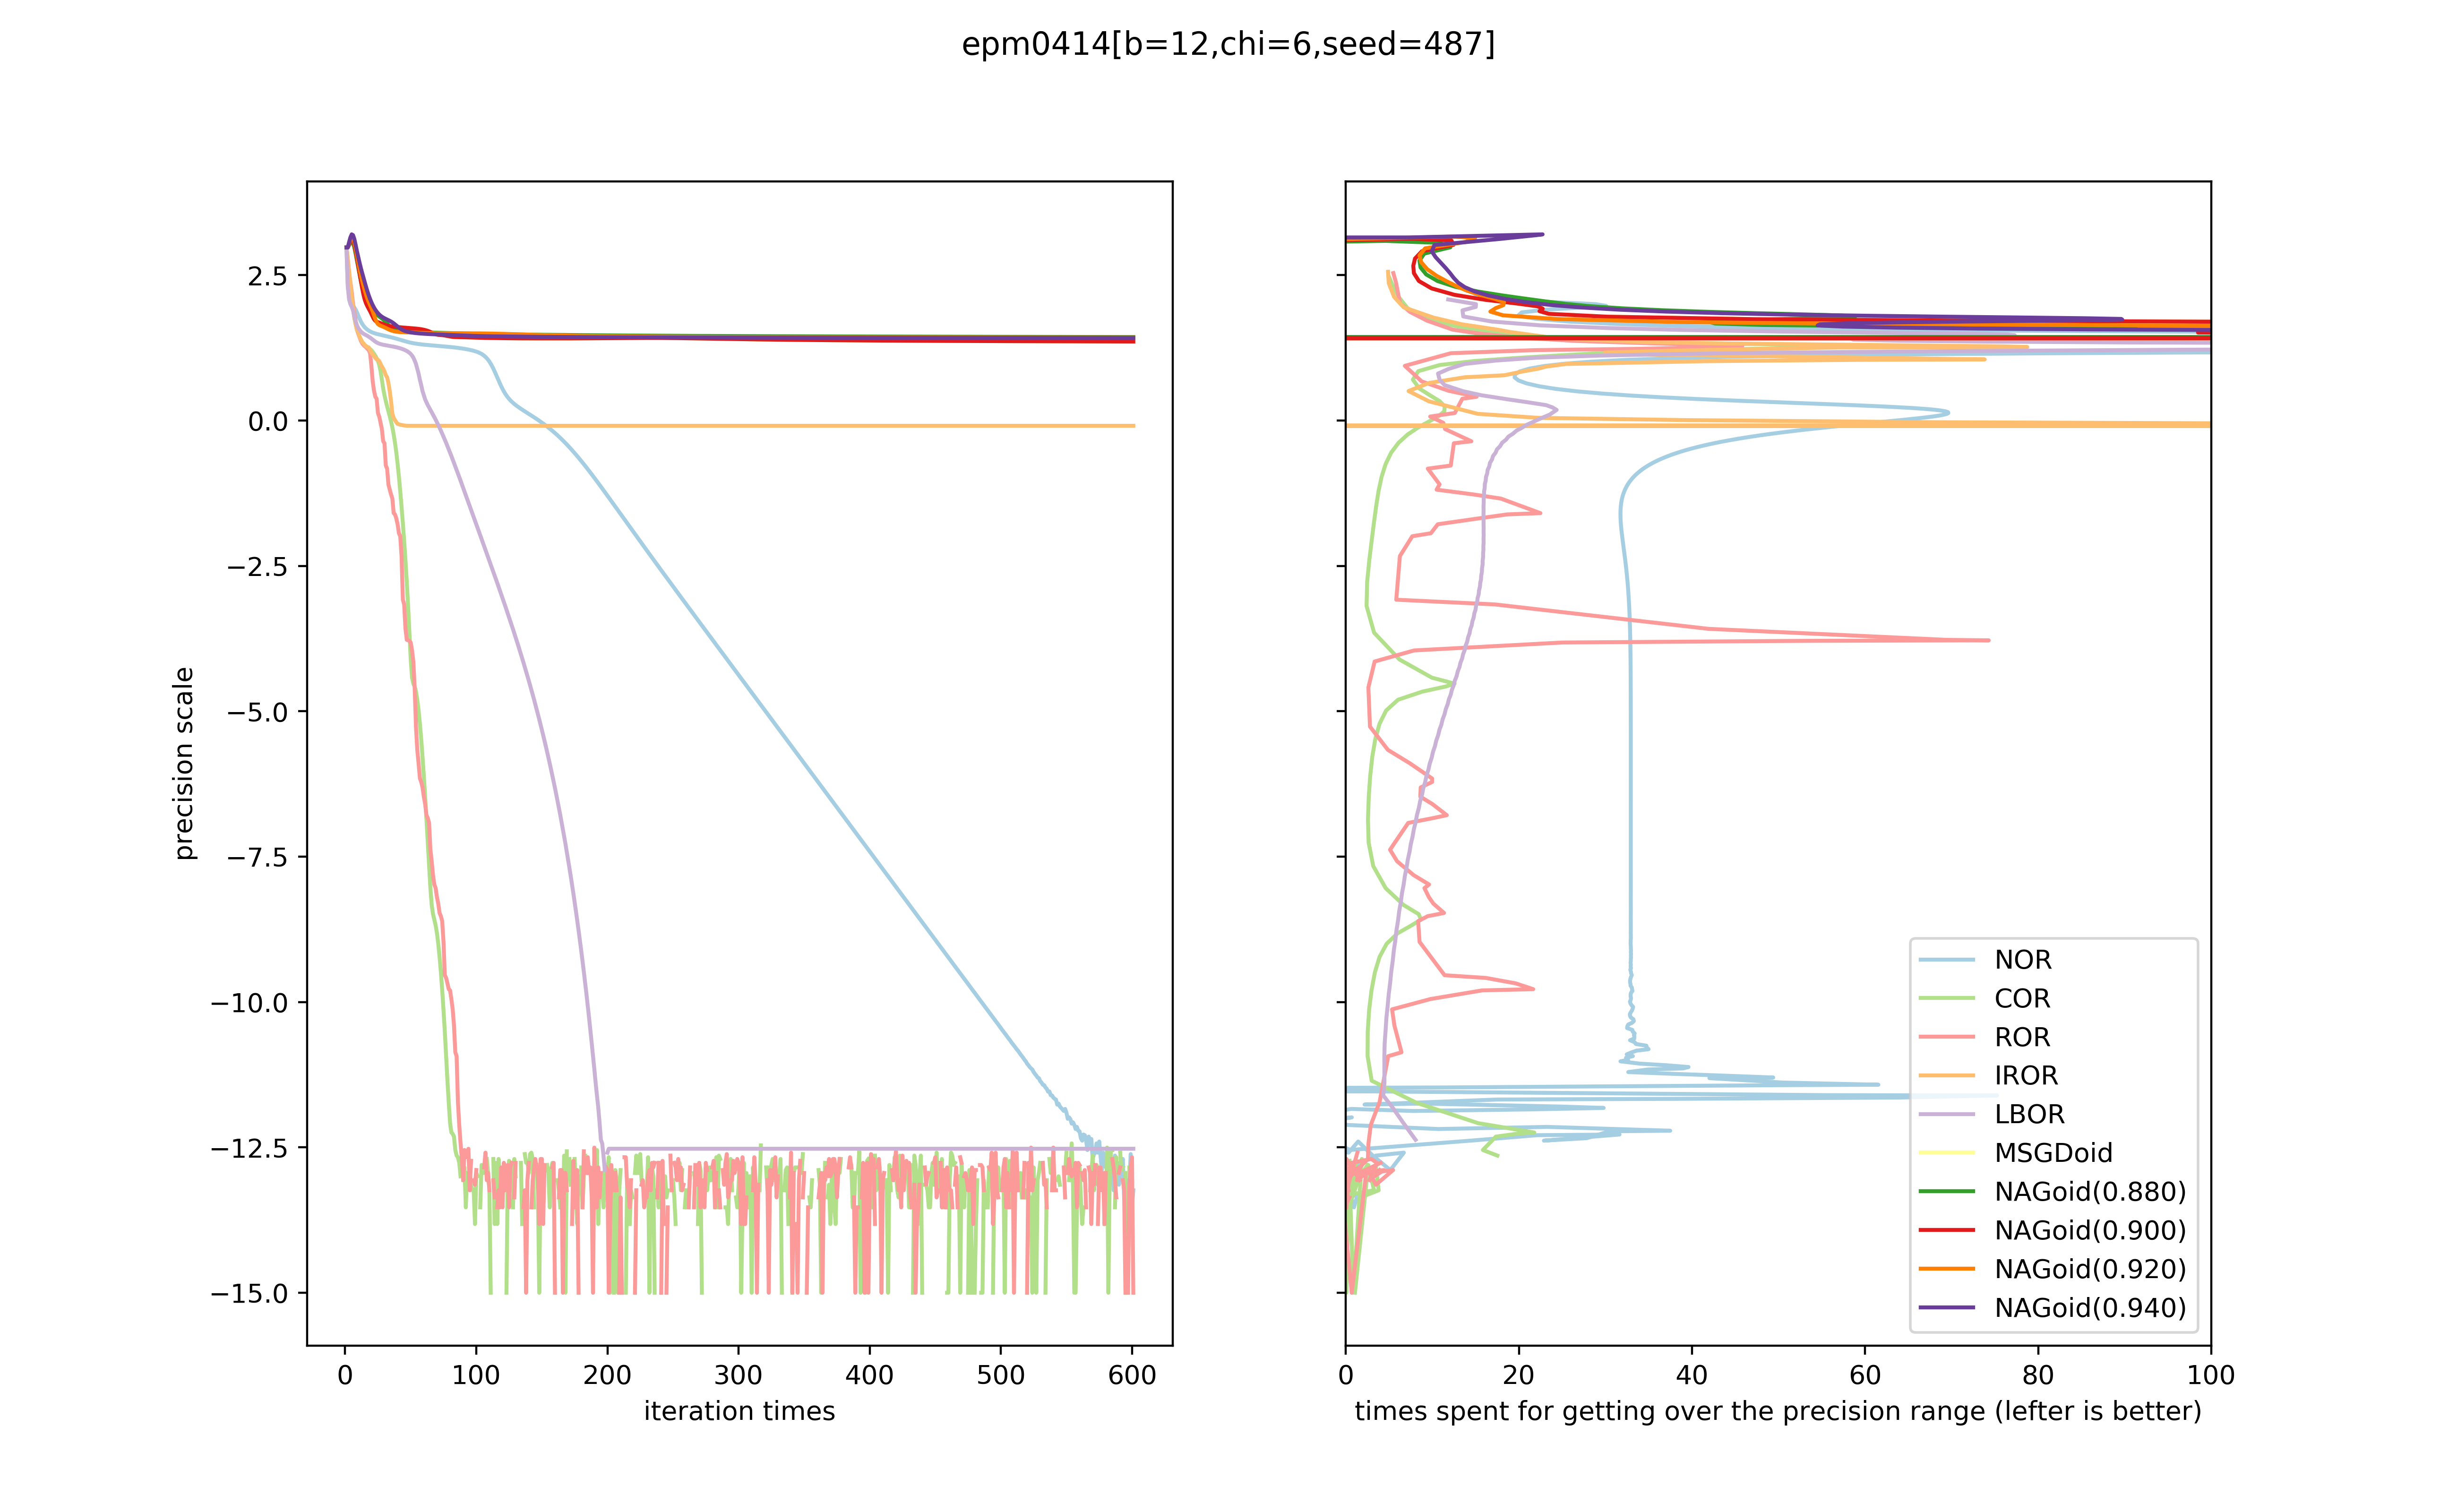 epm0414[b=12,chi=6,seed=487]
precision scale
2.5
0.0
−2.5
−5.0
−7.5
−10.0
−12.5
−15.0
0 100 200 300 400 500 600
iteration times
0 20 40 60 80 100
times spent for getting over the precision range (lefter is better)
NOR
COR
ROR
IROR
LBOR
MSGDoid
NAGoid(0.880)
NAGoid(0.900)
NAGoid(0.920)
NAGoid(0.940)